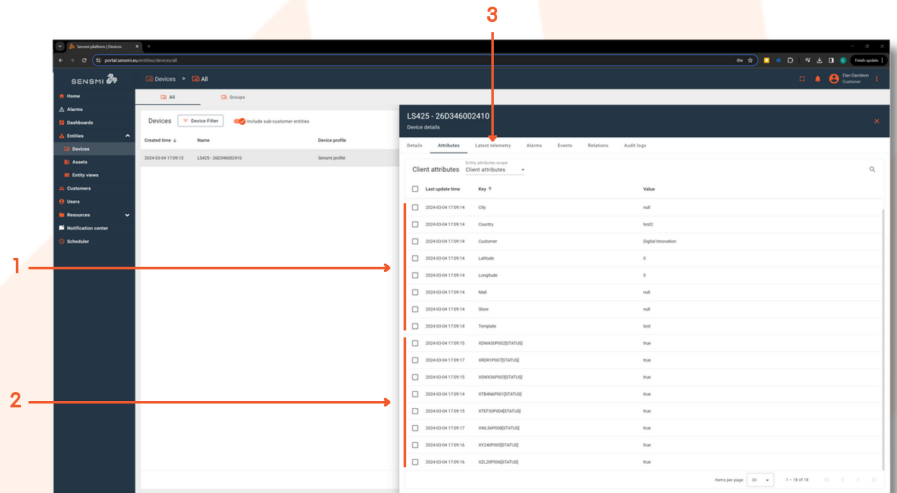 3
Sensmi platform | Devices
portal.sensmi.eu/entities/devices/all
Finish update
SENSMI
Devices > All
Dan Davidson
Customer
Home
Alarms
Dashboards
Entities
Devices
Assets
Entity views
Customers
Users
Resources
Notification center
Scheduler
All Groups
Devices Device Filter Include sub-customer entities
Created time ↓ Name Device profile
2024-03-04 17:09:13 LS425 - 26D346002410 Sensmi profile
LS425 - 26D346002410
Device details
Details Attributes Latest telemetry Alarms Events Relations Audit logs
Entity attributes scope
Client attributes Client attributes
Last update time Key ↑ Value
2024-03-04 17:09:14 City null
2024-03-04 17:09:14 Country test2
2024-03-04 17:09:14 Customer Digital Innovation
2024-03-04 17:09:14 Latitude 0
2024-03-04 17:09:14 Longitude 0
2024-03-04 17:09:14 Mall null
2024-03-04 17:09:14 Store null
2024-03-04 17:09:14 Template test
2024-03-04 17:09:15 true
2024-03-04 17:09:17 true
2024-03-04 17:09:15 true
2024-03-04 17:09:14 true
2024-03-04 17:09:15 true
2024-03-04 17:09:17 true
2024-03-04 17:09:16 true
2024-03-04 17:09:16 true
Items per page 30 1 – 18 of 18
1
2